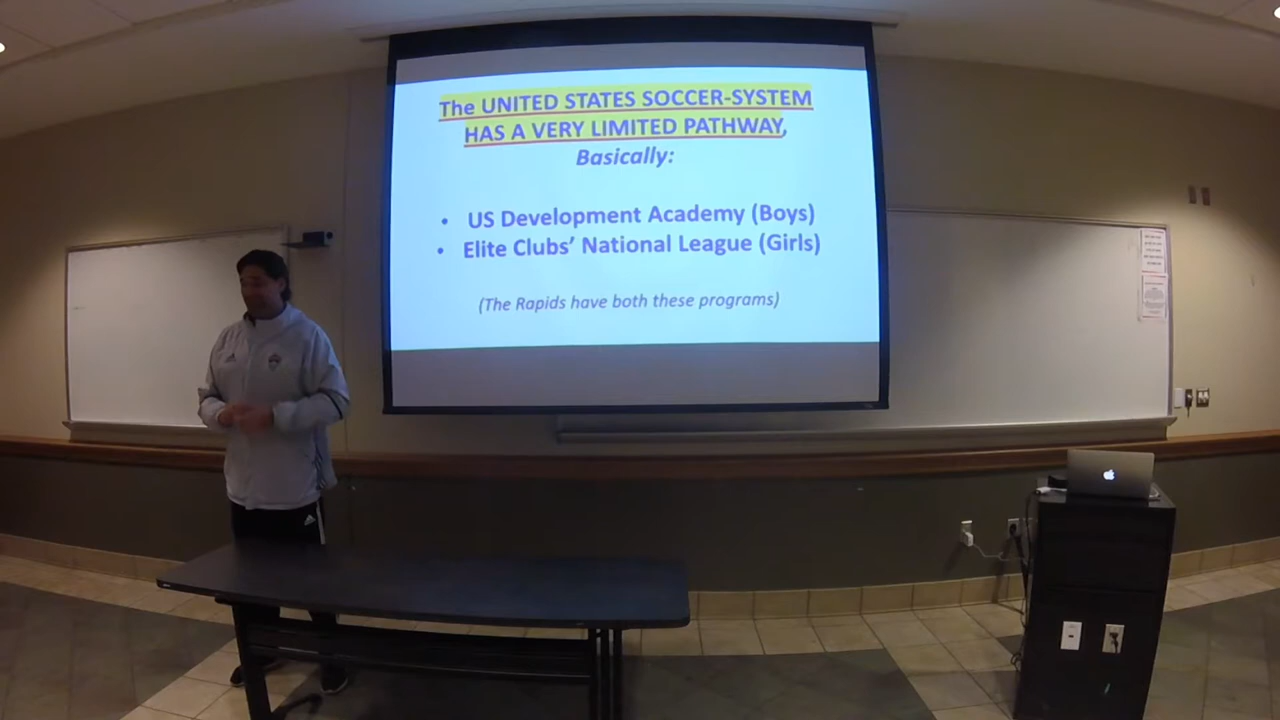 The UNITED STATES SOCCER-SYSTEM
HAS A VERY LIMITED PATHWAY,
Basically:
• US Development Academy (Boys)
• Elite Clubs' National League (Girls)
(The Rapids have both these programs)